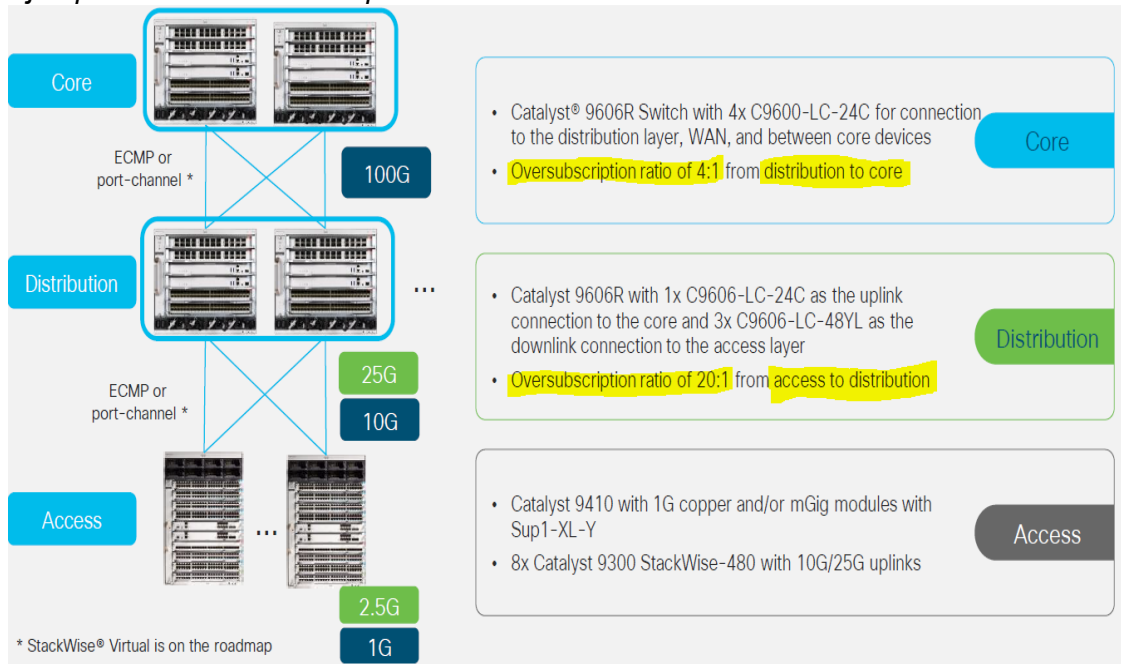 Core
ECMP or
port-channel *
100G
• Catalyst® 9606R Switch with 4x C9600-LC-24C for connection
to the distribution layer, WAN, and between core devices
• Oversubscription ratio of 4:1 from distribution to core
Core
Distribution
...
ECMP or
port-channel *
25G
10G
• Catalyst 9606R with 1x C9606-LC-24C as the uplink
connection to the core and 3x C9606-LC-48YL as the
downlink connection to the access layer
• Oversubscription ratio of 20:1 from access to distribution
Distribution
Access
...
2.5G
1G
• Catalyst 9410 with 1G copper and/or mGig modules with
Sup1-XL-Y
• 8x Catalyst 9300 StackWise-480 with 10G/25G uplinks
Access
* StackWise® Virtual is on the roadmap